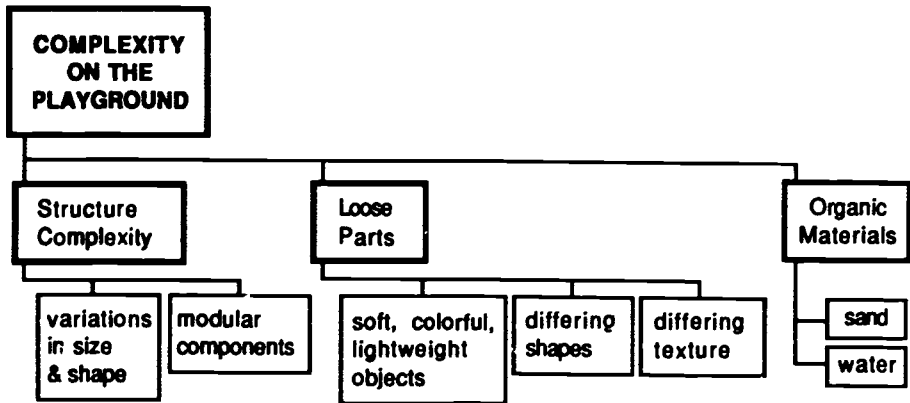 COMPLEXITY
ON THE
PLAYGROUND
Structure
Complexity
Loose
Parts
Organic
Materials
variations
in size
& shape
modular
components
soft, colorful,
lightweight
objects
differing
shapes
differing
texture
sand
water